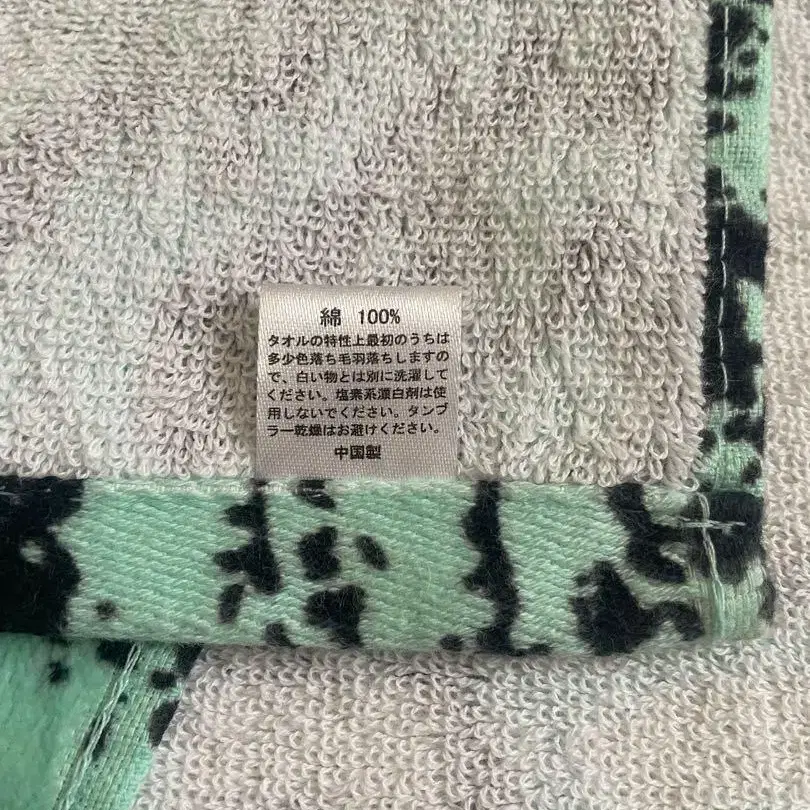 綿 100%
タオルの特性上最初のうちは
多少色落ち毛羽落ちしますの
で、白い物とは別に洗濯して
ください。塩素系漂白剤は使
用しないでください。タンブ
ラー乾燥はお避けください。
中国製